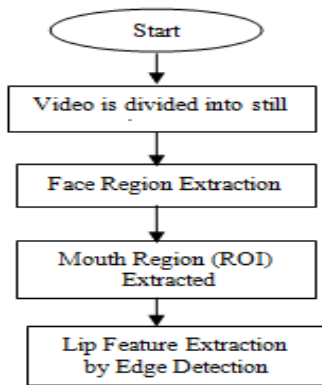 Start
Video is divided into still
Face Region Extraction
Mouth Region (ROI)
Extracted
Lip Feature Extraction
by Edge Detection